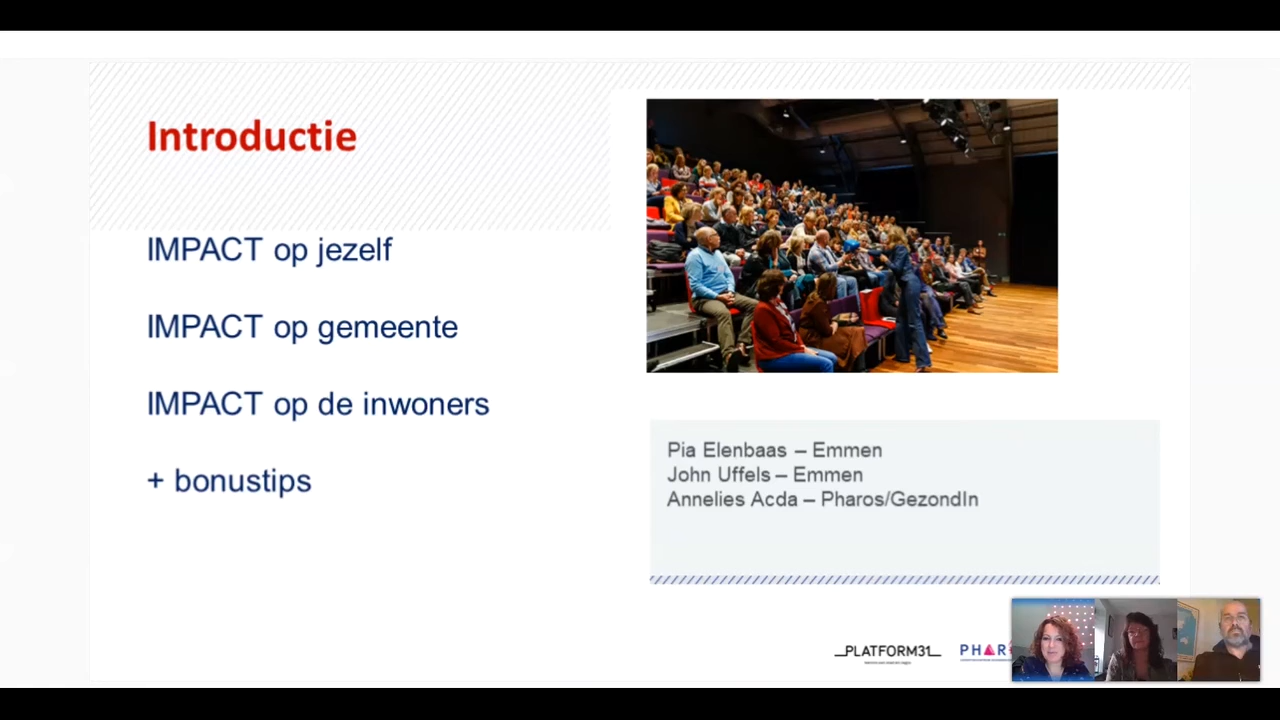 Introductie
IMPACT op jezelf
IMPACT op gemeente
IMPACT op de inwoners
+ bonustips
Pia Elenbaas – Emmen
John Uffels – Emmen
Annelies Acda – Pharos/GezondIn
PLATFORM31